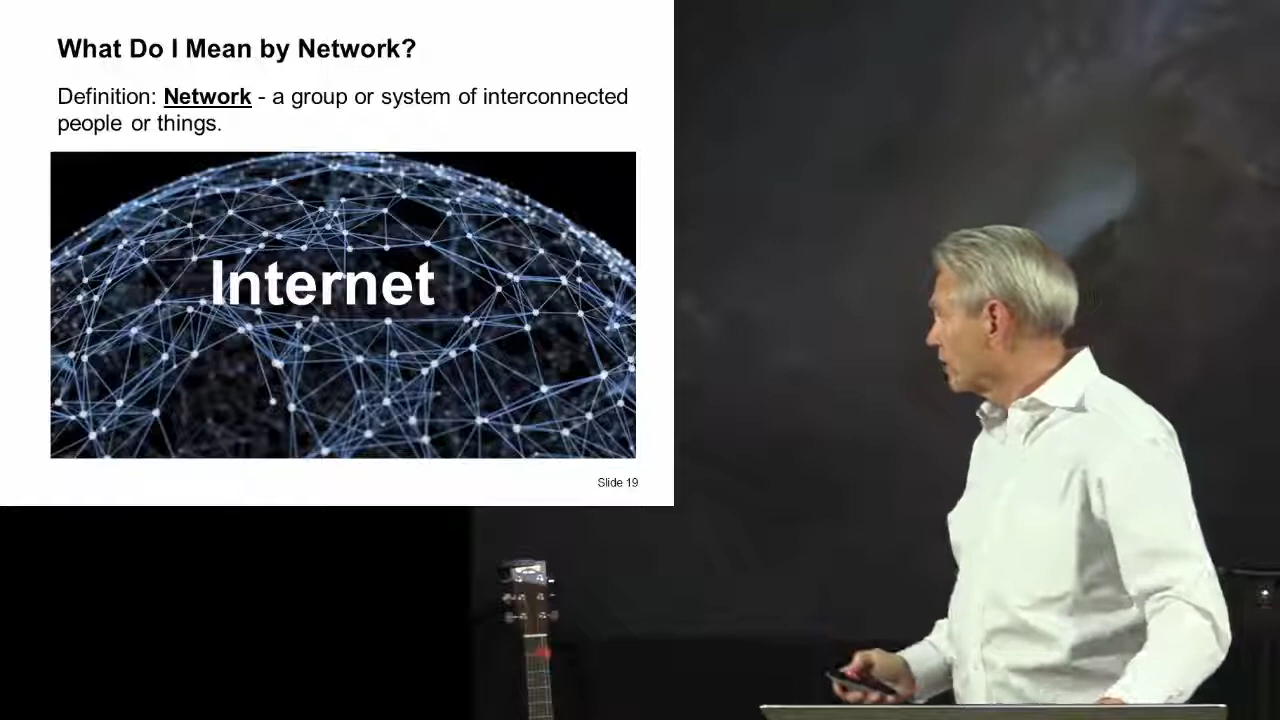 What Do I Mean by Network?
Definition: Network - a group or system of interconnected
people or things.
Internet
Slide 19